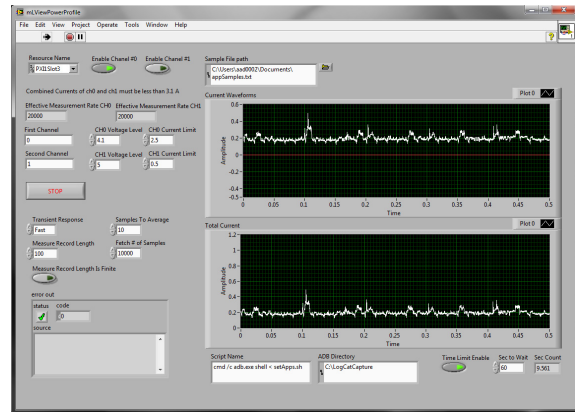 mLViewPowerProfile
File Edit View Project Operate Tools Window Help
Resource Name
PXI1Slot3
Enable Chanel #0
Enable Chanel #1
Sample File path
C:\Users\aad0002\Documents\
appSamples.txt
Combined Currents of ch0 and ch1 must be less than 3.1 A
Effective Measurement Rate CH0 Effective Measurement Rate CH1
20000 20000
First Channel CH0 Voltage Level CH0 Current Limit
0 4.1 2.5
Second Channel CH1 Voltage Level CH1 Current Limit
1 5 0.5
STOP
Transient Response Samples To Average
Fast 10
Measure Record Length Fetch # of Samples
100 10000
Measure Record Length Is Finite
error out
status code
0
source
Current Waveforms Plot 0
Amplitude
0.6
0.4
0.2
0
-0.2
-0.4
-0.5
0 0.05 0.1 0.15 0.2 0.25 0.3 0.35 0.4 0.45 0.5
Time
Total Current Plot 0
Amplitude
1.2
1
0.8
0.6
0.4
0.2
0
0 0.05 0.1 0.15 0.2 0.25 0.3 0.35 0.4 0.45 0.5
Time
Script Name ADB Directory Time Limit Enable Sec to Wait Sec Count
cmd /c adb.exe shell < setApps.sh C:\LogCatCapture 60 9.561